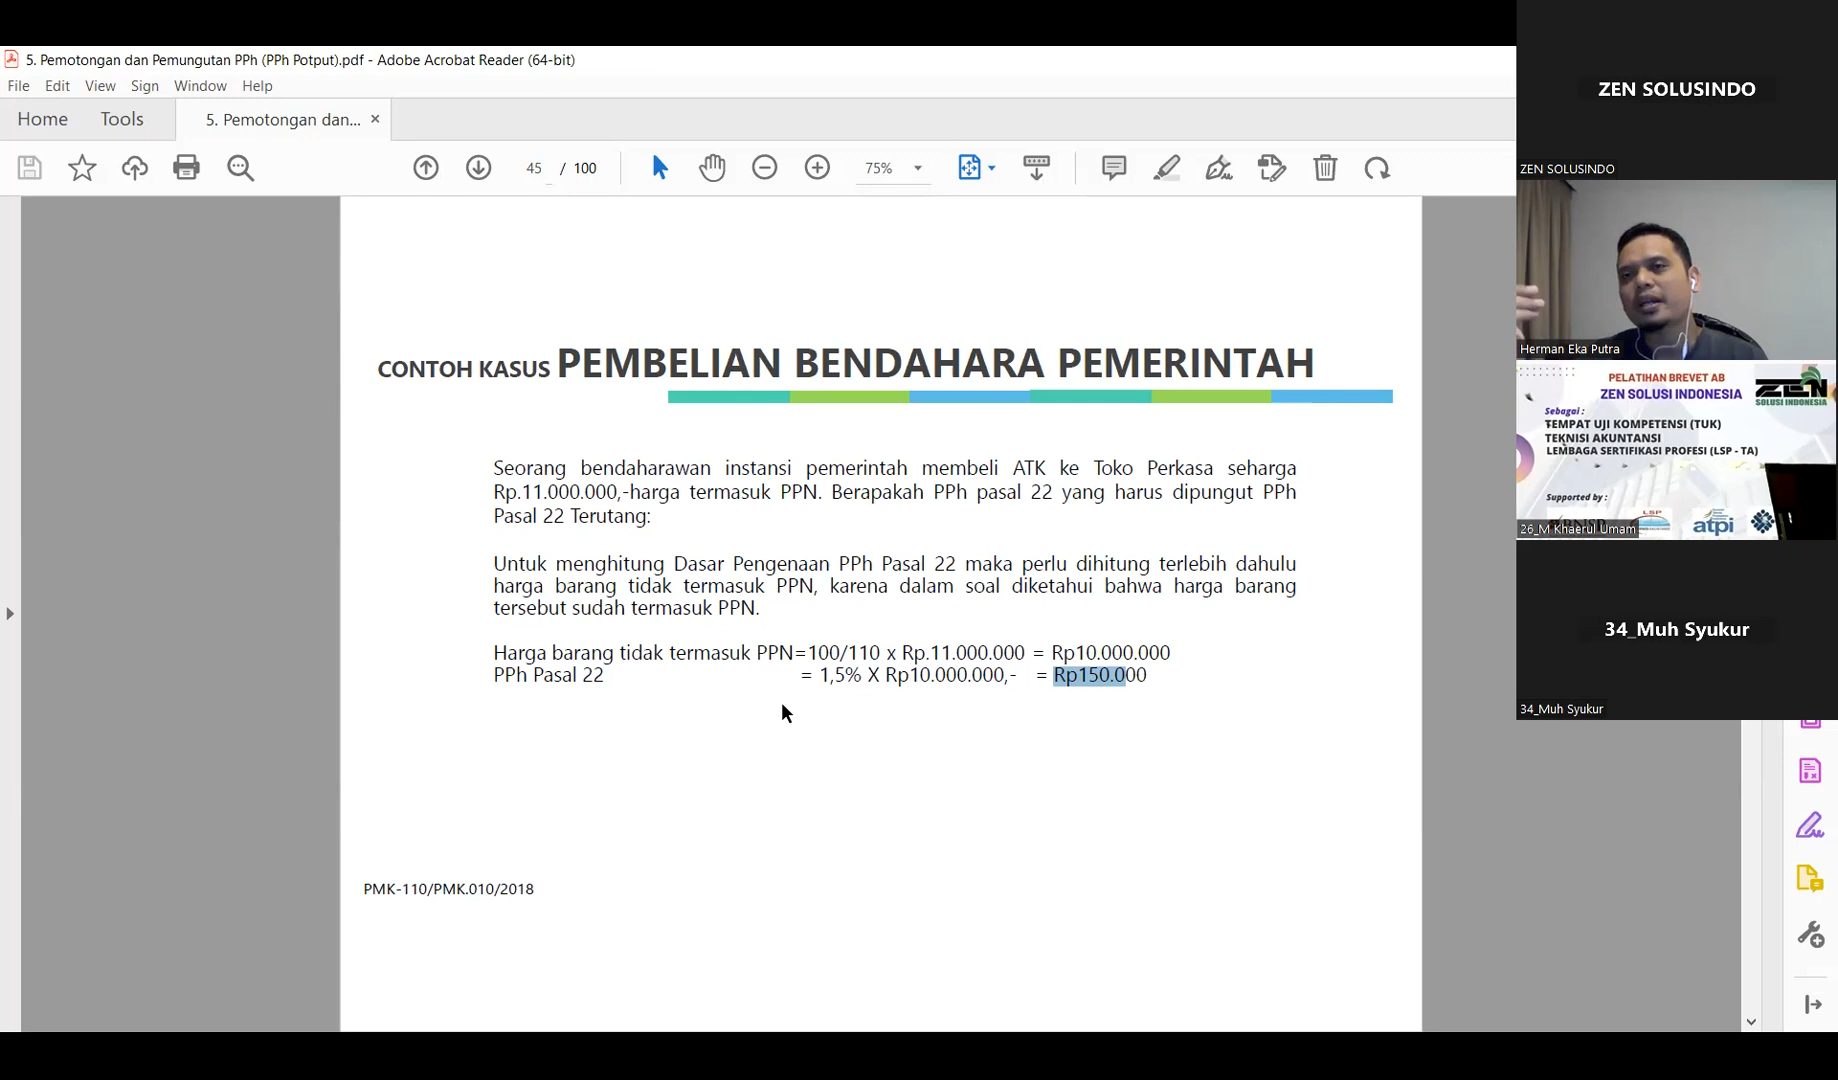 5. Pemotongan dan Pemungutan PPh (PPh Potput).pdf - Adobe Acrobat Reader (64-bit)
File Edit View Sign Window Help
Home Tools 5. Pemotongan dan... ×
45 / 100 75%
CONTOH KASUS PEMBELIAN BENDAHARA PEMERINTAH
Seorang bendaharawan instansi pemerintah membeli ATK ke Toko Perkasa seharga
Rp.11.000.000,-harga termasuk PPN. Berapakah PPh pasal 22 yang harus dipungut PPh
Pasal 22 Terutang:
Untuk menghitung Dasar Pengenaan PPh Pasal 22 maka perlu dihitung terlebih dahulu
harga barang tidak termasuk PPN, karena dalam soal diketahui bahwa harga barang
tersebut sudah termasuk PPN.
Harga barang tidak termasuk PPN=100/110 x Rp.11.000.000 = Rp10.000.000
PPh Pasal 22 = 1,5% X Rp10.000.000,- = Rp150.000
PMK-110/PMK.010/2018
ZEN SOLUSINDO
ZEN SOLUSINDO
Herman Eka Putra
PELATIHAN BREVET AB
ZEN SOLUSI INDONESIA
ZEN
SOLUSI INDONESIA
Sebagai :
TEMPAT UJI KOMPETENSI (TUK)
TEKNISI AKUNTANSI
LEMBAGA SERTIFIKASI PROFESI (LSP - TA)
Supported by :
LSP
atpi
26_M Khaerul Umam
34_Muh Syukur
34_Muh Syukur